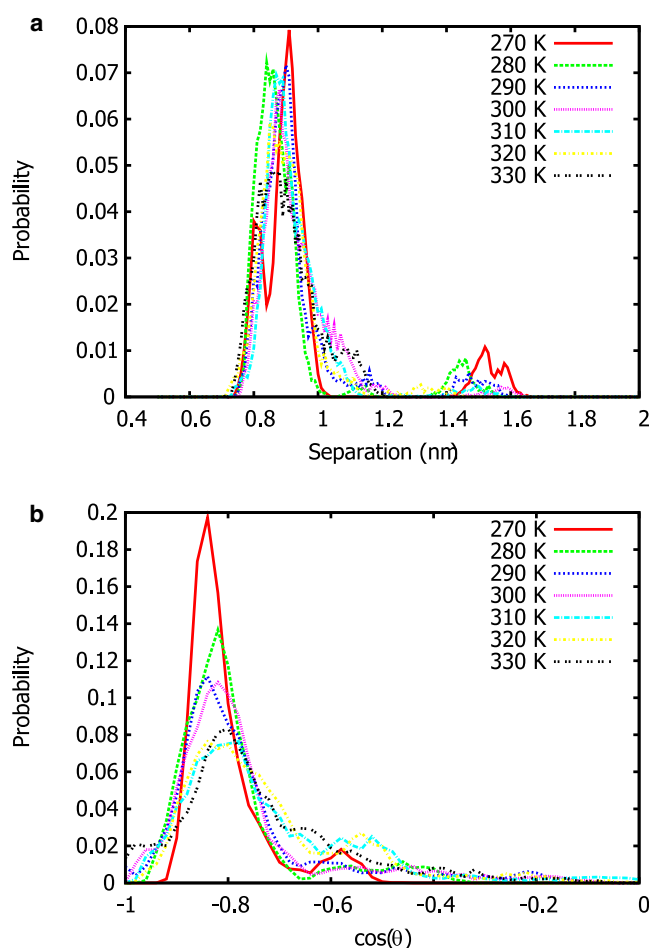 a
0.08
0.07
0.06
0.05
0.04
0.03
0.02
0.01
0
Probability
270 K
280 K
290 K
300 K
310 K
320 K
330 K
0.4 0.6 0.8 1 1.2 1.4 1.6 1.8 2
Separation (nm)
b
0.2
0.18
0.16
0.14
0.12
0.1
0.08
0.06
0.04
0.02
0
Probability
270 K
280 K
290 K
300 K
310 K
320 K
330 K
-1 -0.8 -0.6 -0.4 -0.2 0
cos(θ)